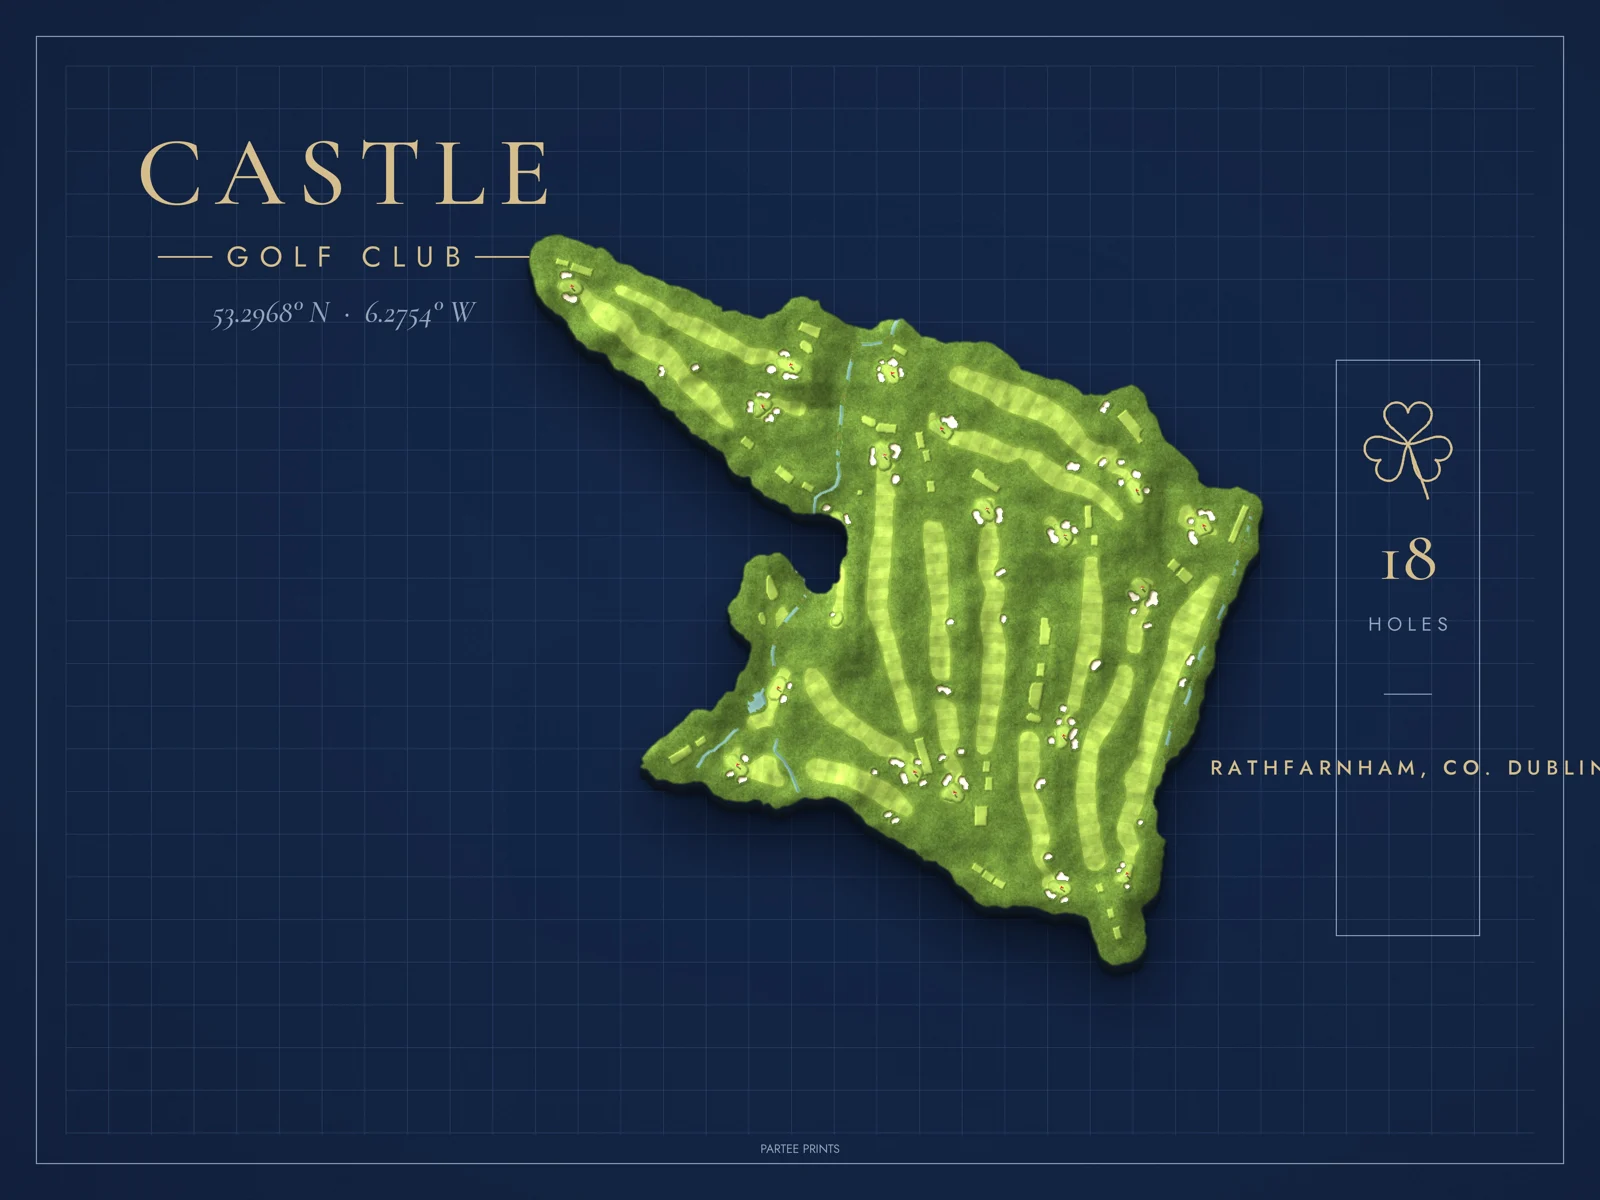 CASTLE
GOLF CLUB
53.2968° N · 6.2754° W
18
HOLES
RATHFARNHAM, CO. DUBLIN
PARTEE PRINTS